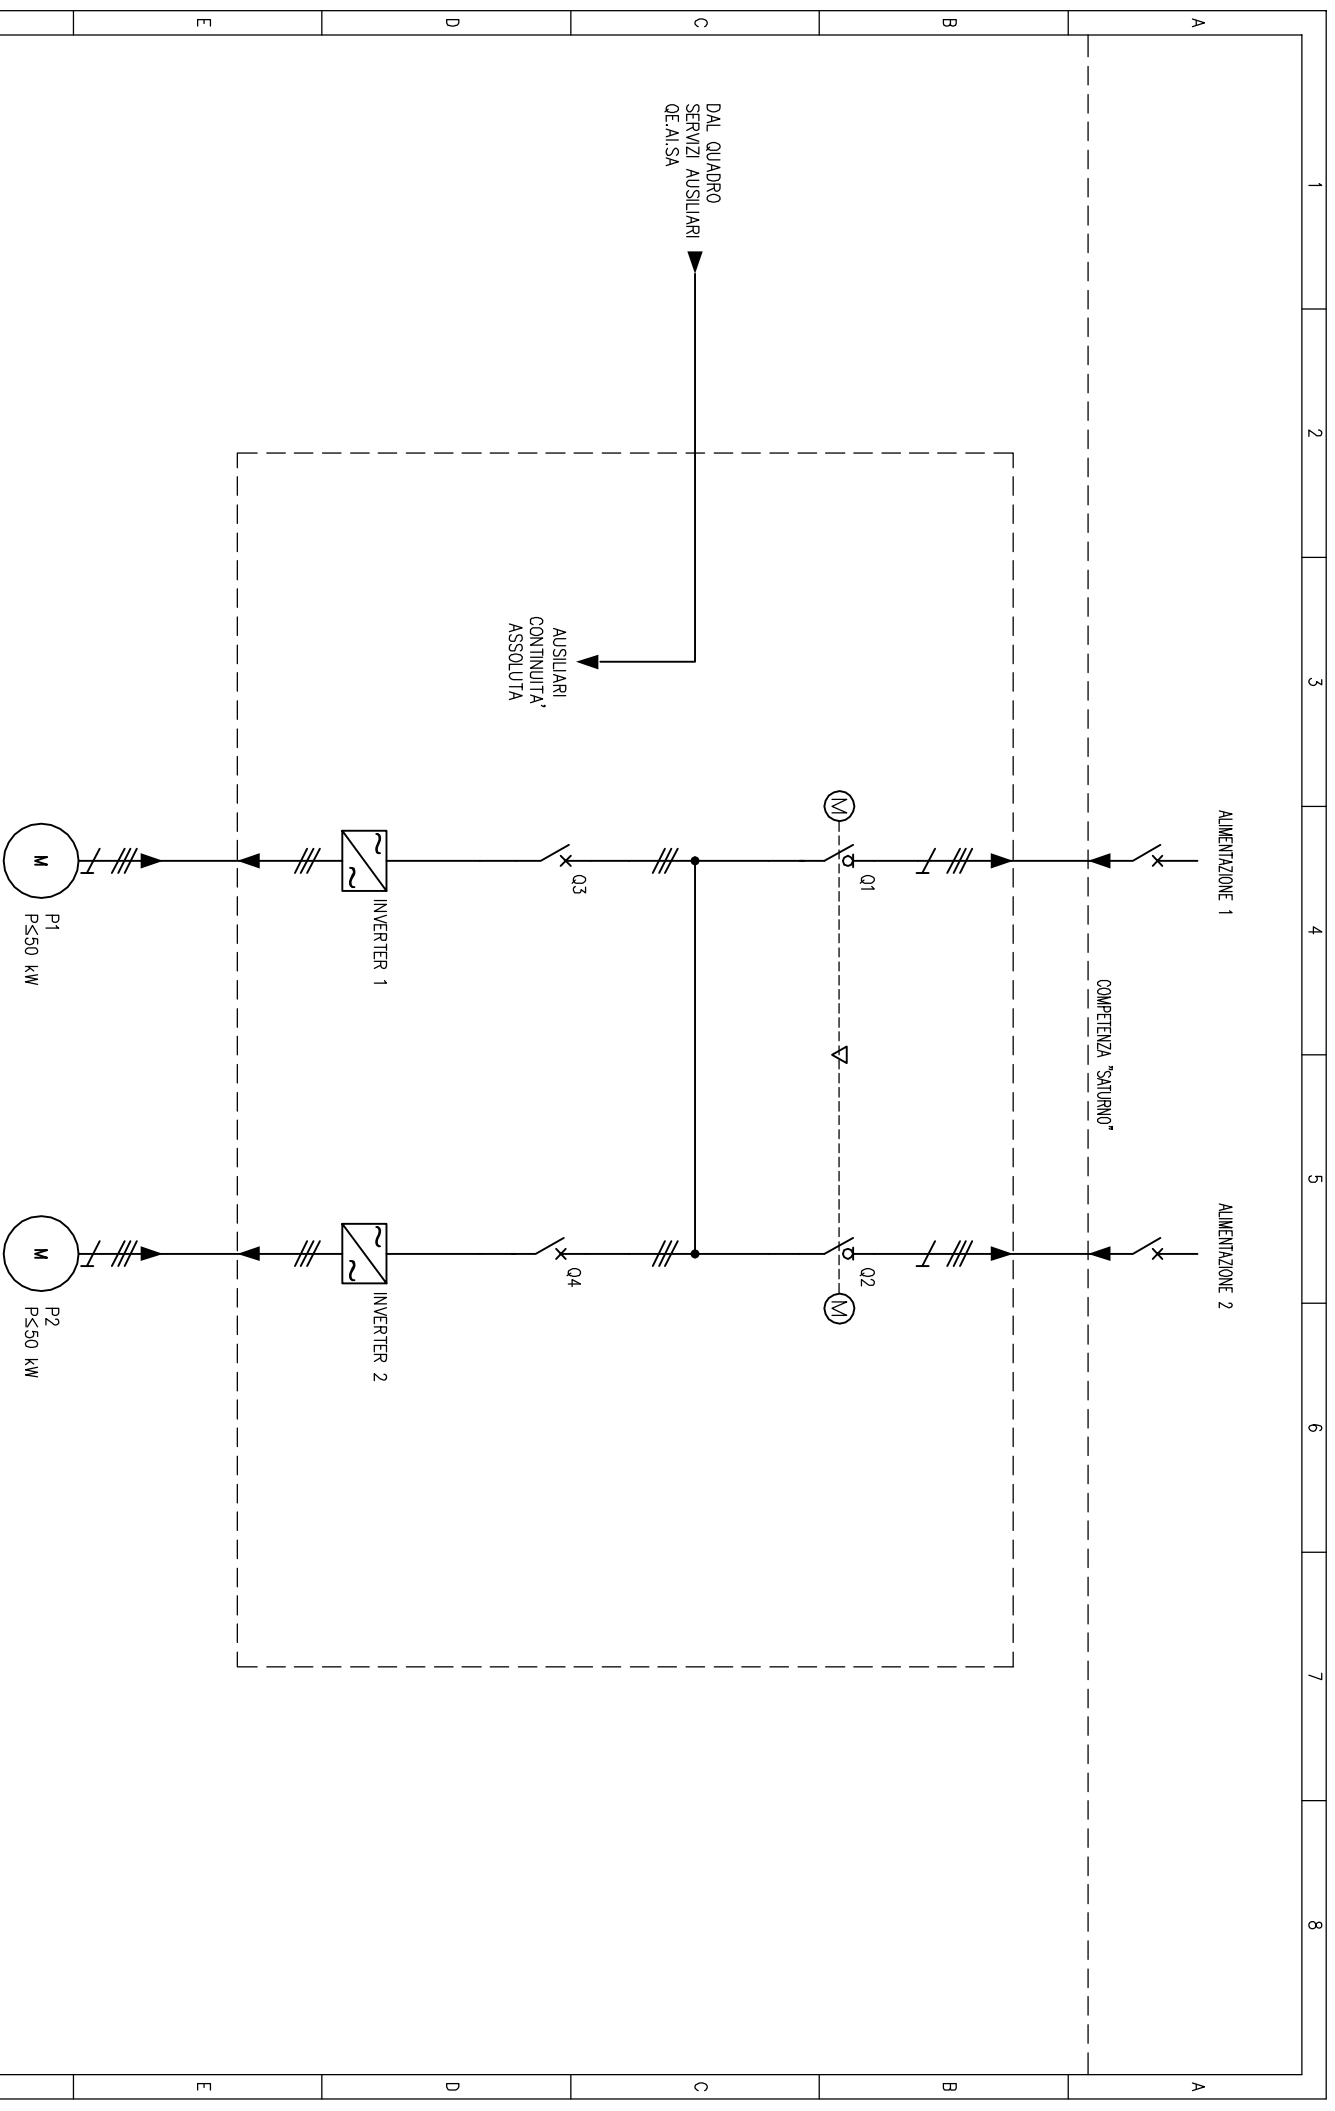 1
2
3
4
5
6
7
8
A
A
ALIMENTAZIONE 1
ALIMENTAZIONE 2
COMPETENZA "SATURNO"
B
B
Q1
Q2
M
M
C
C
DAL QUADRO
SERVIZI AUSILIARI
QE.AI.SA
AUSILIARI
CONTINUITA'
ASSOLUTA
Q3
Q4
D
D
INVERTER 1
INVERTER 2
~
~
~
~
E
E
M
P1
P≤50 kW
M
P2
P≤50 kW